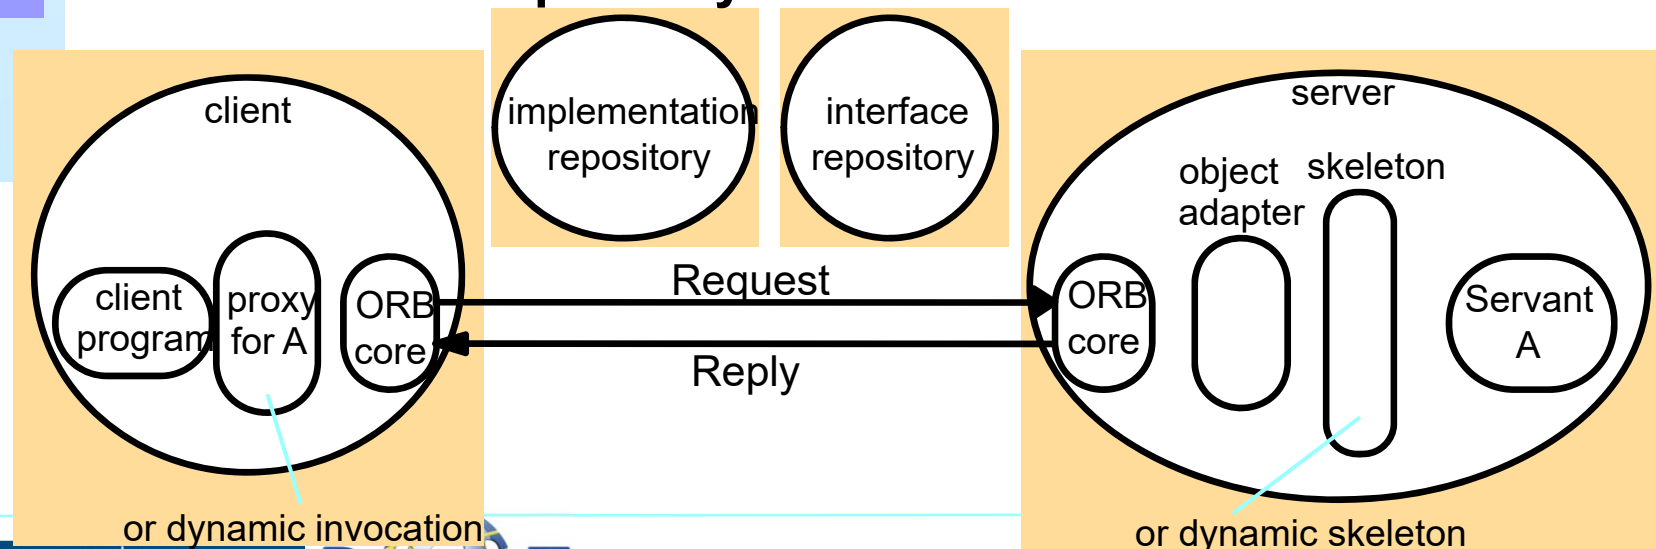 client
implementation
repository
interface
repository
server
object
adapter
skeleton
client
program
proxy
for A
ORB
core
Request
Reply
ORB
core
Servant
A
or dynamic invocation
or dynamic skeleton